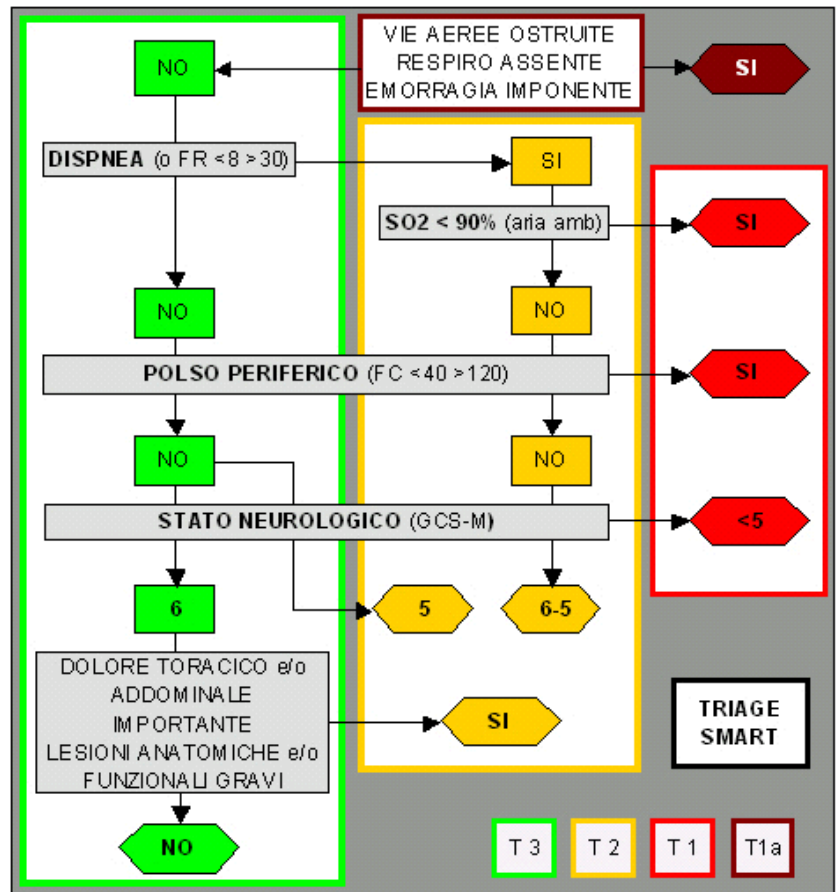 VIE AEREE OSTRUITE
RESPIRO ASSENTE
EMORRAGIA IMPONENTE
NO
SI
DISPNEA (o FR <8 >30)
SI
SO2 < 90% (aria amb)
SI
NO
NO
POLSO PERIFERICO (FC <40 >120)
SI
NO
NO
STATO NEUROLOGICO (GCS-M)
<5
6
5
6-5
DOLORE TORACICO e/o
ADDOMINALE
IMPORTANTE
LESIONI ANATOMICHE e/o
FUNZIONALI GRAVI
SI
TRIAGE
SMART
NO
T 3
T 2
T 1
T1a